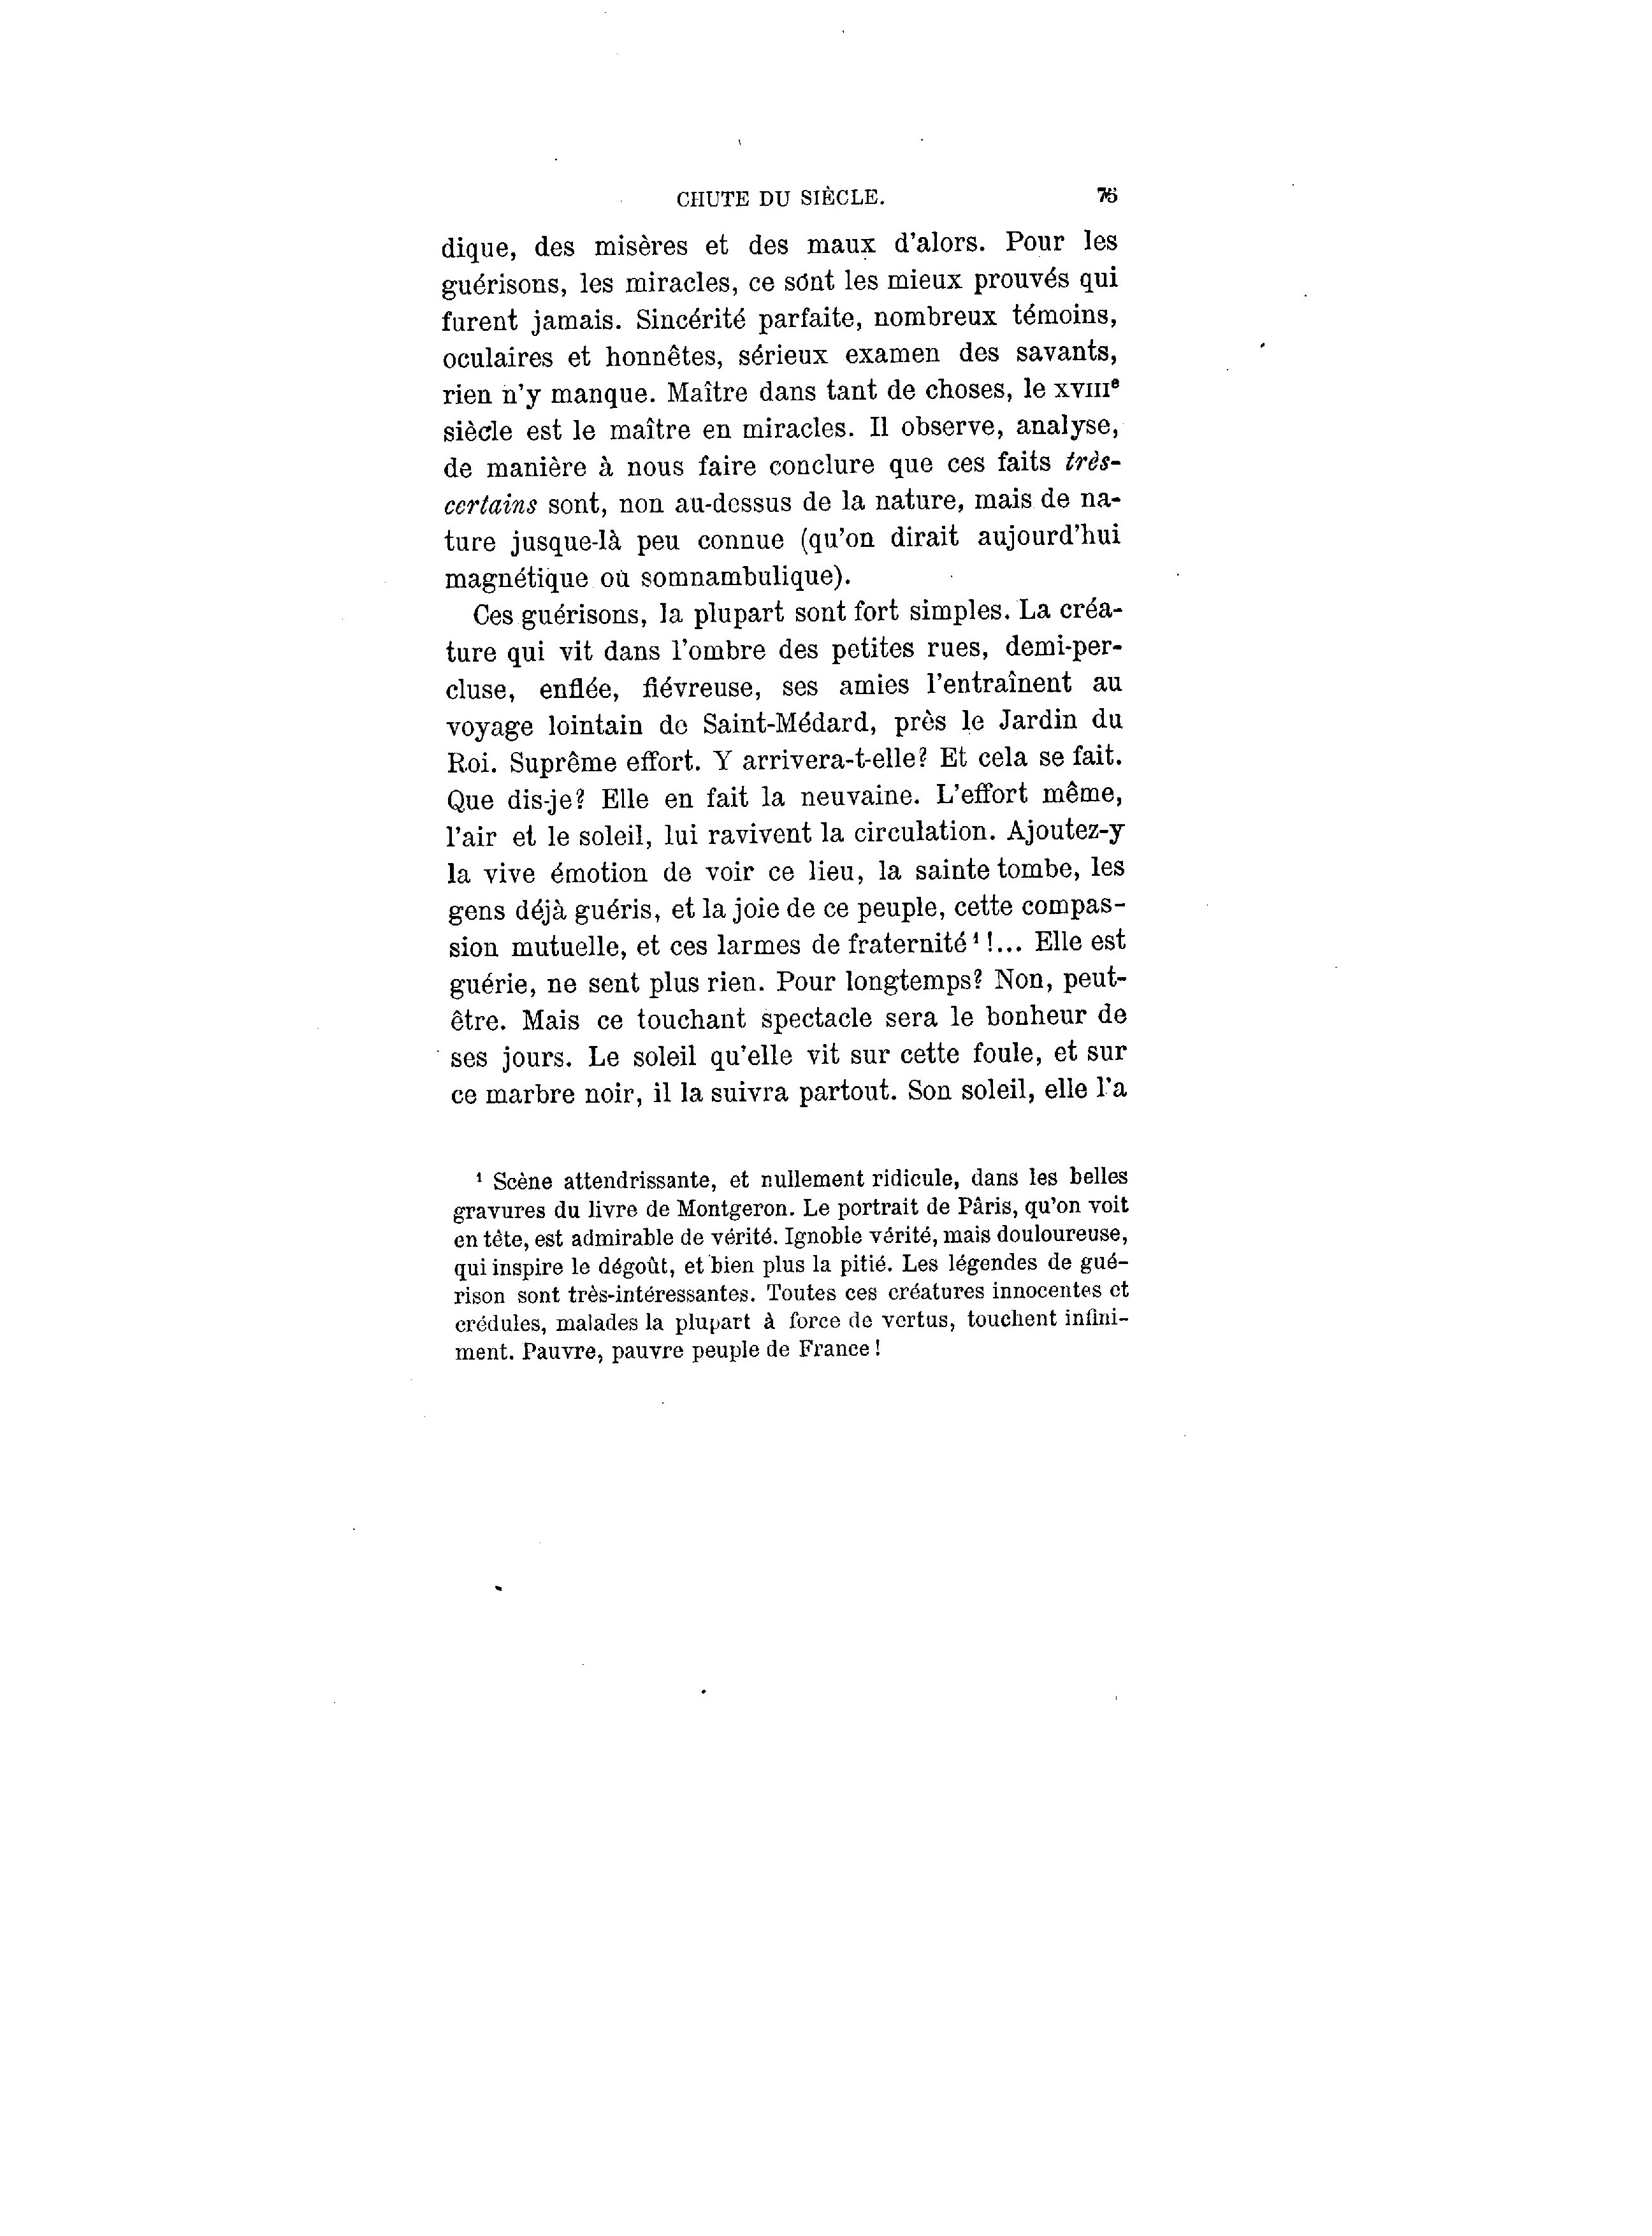 CHUTE DU SIÈCLE. 75
dique, des misères et des maux d'alors. Pour les
guérisons, les miracles, ce sont les mieux prouvés qui
furent jamais. Sincérité parfaite, nombreux témoins,
oculaires et honnêtes, sérieux examen des savants,
rien n'y manque. Maître dans tant de choses, le XVIIIe
siècle est le maître en miracles. Il observe, analyse,
de manière à nous faire conclure que ces faits très-
certains sont, non au-dessus de la nature, mais de na-
ture jusque-là peu connue (qu'on dirait aujourd'hui
magnétique ou somnambulique).
Ces guérisons, la plupart sont fort simples. La créa-
ture qui vit dans l'ombre des petites rues, demi-per-
cluse, enflée, fiévreuse, ses amies l'entraînent au
voyage lointain de Saint-Médard, près le Jardin du
Roi. Suprême effort. Y arrivera-t-elle? Et cela se fait.
Que dis-je? Elle en fait la neuvaine. L'effort même,
l'air et le soleil, lui ravivent la circulation. Ajoutez-y
la vive émotion de voir ce lieu, la sainte tombe, les
gens déjà guéris, et la joie de ce peuple, cette compas-
sion mutuelle, et ces larmes de fraternité¹!... Elle est
guérie, ne sent plus rien. Pour longtemps? Non, peut-
être. Mais ce touchant spectacle sera le bonheur de
ses jours. Le soleil qu'elle vit sur cette foule, et sur
ce marbre noir, il la suivra partout. Son soleil, elle l'a
¹ Scène attendrissante, et nullement ridicule, dans les belles
gravures du livre de Montgeron. Le portrait de Pâris, qu'on voit
en tête, est admirable de vérité. Ignoble vérité, mais douloureuse,
qui inspire le dégoût, et bien plus la pitié. Les légendes de gué-
rison sont très-intéressantes. Toutes ces créatures innocentes et
crédules, malades la plupart à force de vertus, touchent infini-
ment. Pauvre, pauvre peuple de France!